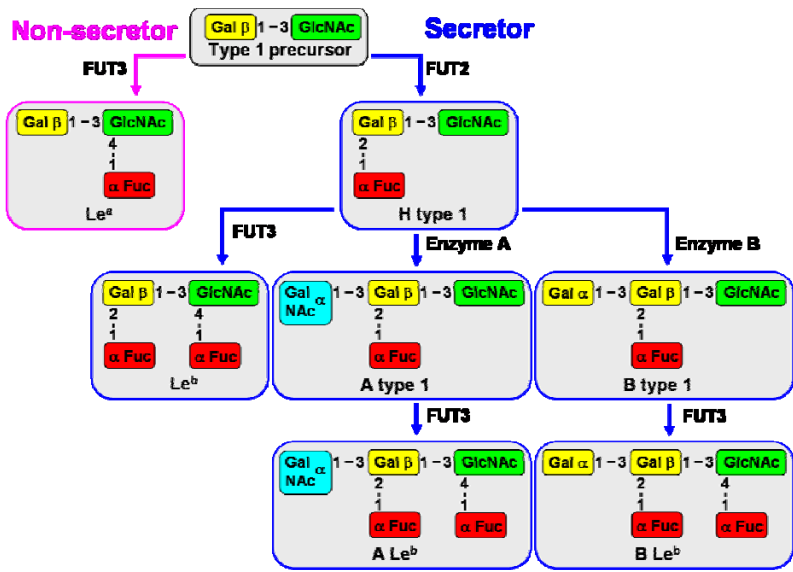 Non-secretor
Gal β 1–3 GlcNAc
Type 1 precursor
Secretor
FUT3
FUT2
Gal β 1–3 GlcNAc
4
1
α Fuc
Leᵃ
Gal β 1–3 GlcNAc
2
1
α Fuc
H type 1
FUT3
Enzyme A
Enzyme B
Gal β 1–3 GlcNAc
2 4
1 1
α Fuc α Fuc
Leᵇ
Gal NAc α 1–3 Gal β 1–3 GlcNAc
2
1
α Fuc
A type 1
Gal α 1–3 Gal β 1–3 GlcNAc
2
1
α Fuc
B type 1
FUT3
FUT3
Gal NAc α 1–3 Gal β 1–3 GlcNAc
2 4
1 1
α Fuc α Fuc
A Leᵇ
Gal α 1–3 Gal β 1–3 GlcNAc
2 4
1 1
α Fuc α Fuc
B Leᵇ